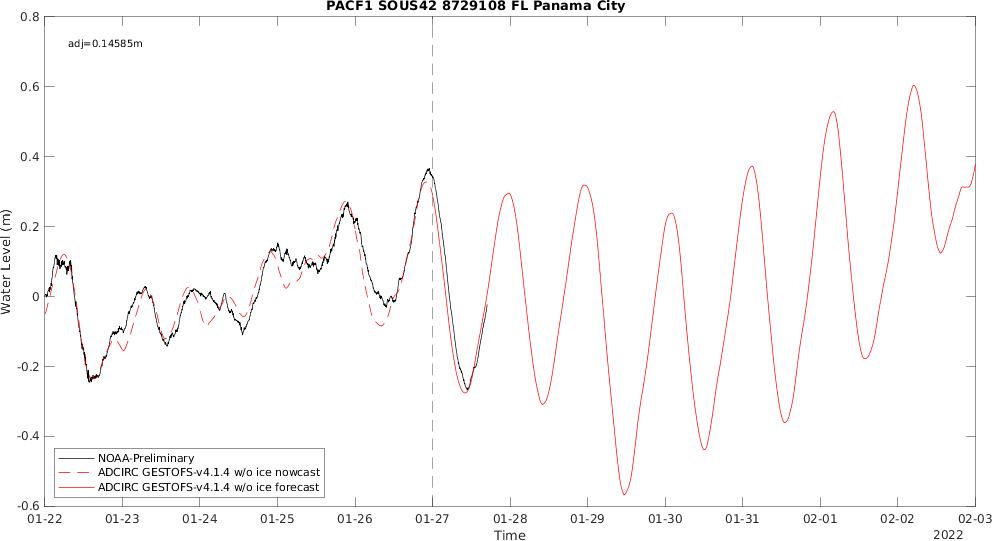 PACF1 SOUS42 8729108 FL Panama City
adj=0.14585m
0.8
0.6
0.4
0.2
0
-0.2
-0.4
-0.6
Water Level (m)
NOAA-Preliminary
ADCIRC GESTOFS-v4.1.4 w/o ice nowcast
ADCIRC GESTOFS-v4.1.4 w/o ice forecast
01-22 01-23 01-24 01-25 01-26 01-27 01-28 01-29 01-30 01-31 02-01 02-02 02-03
Time
2022